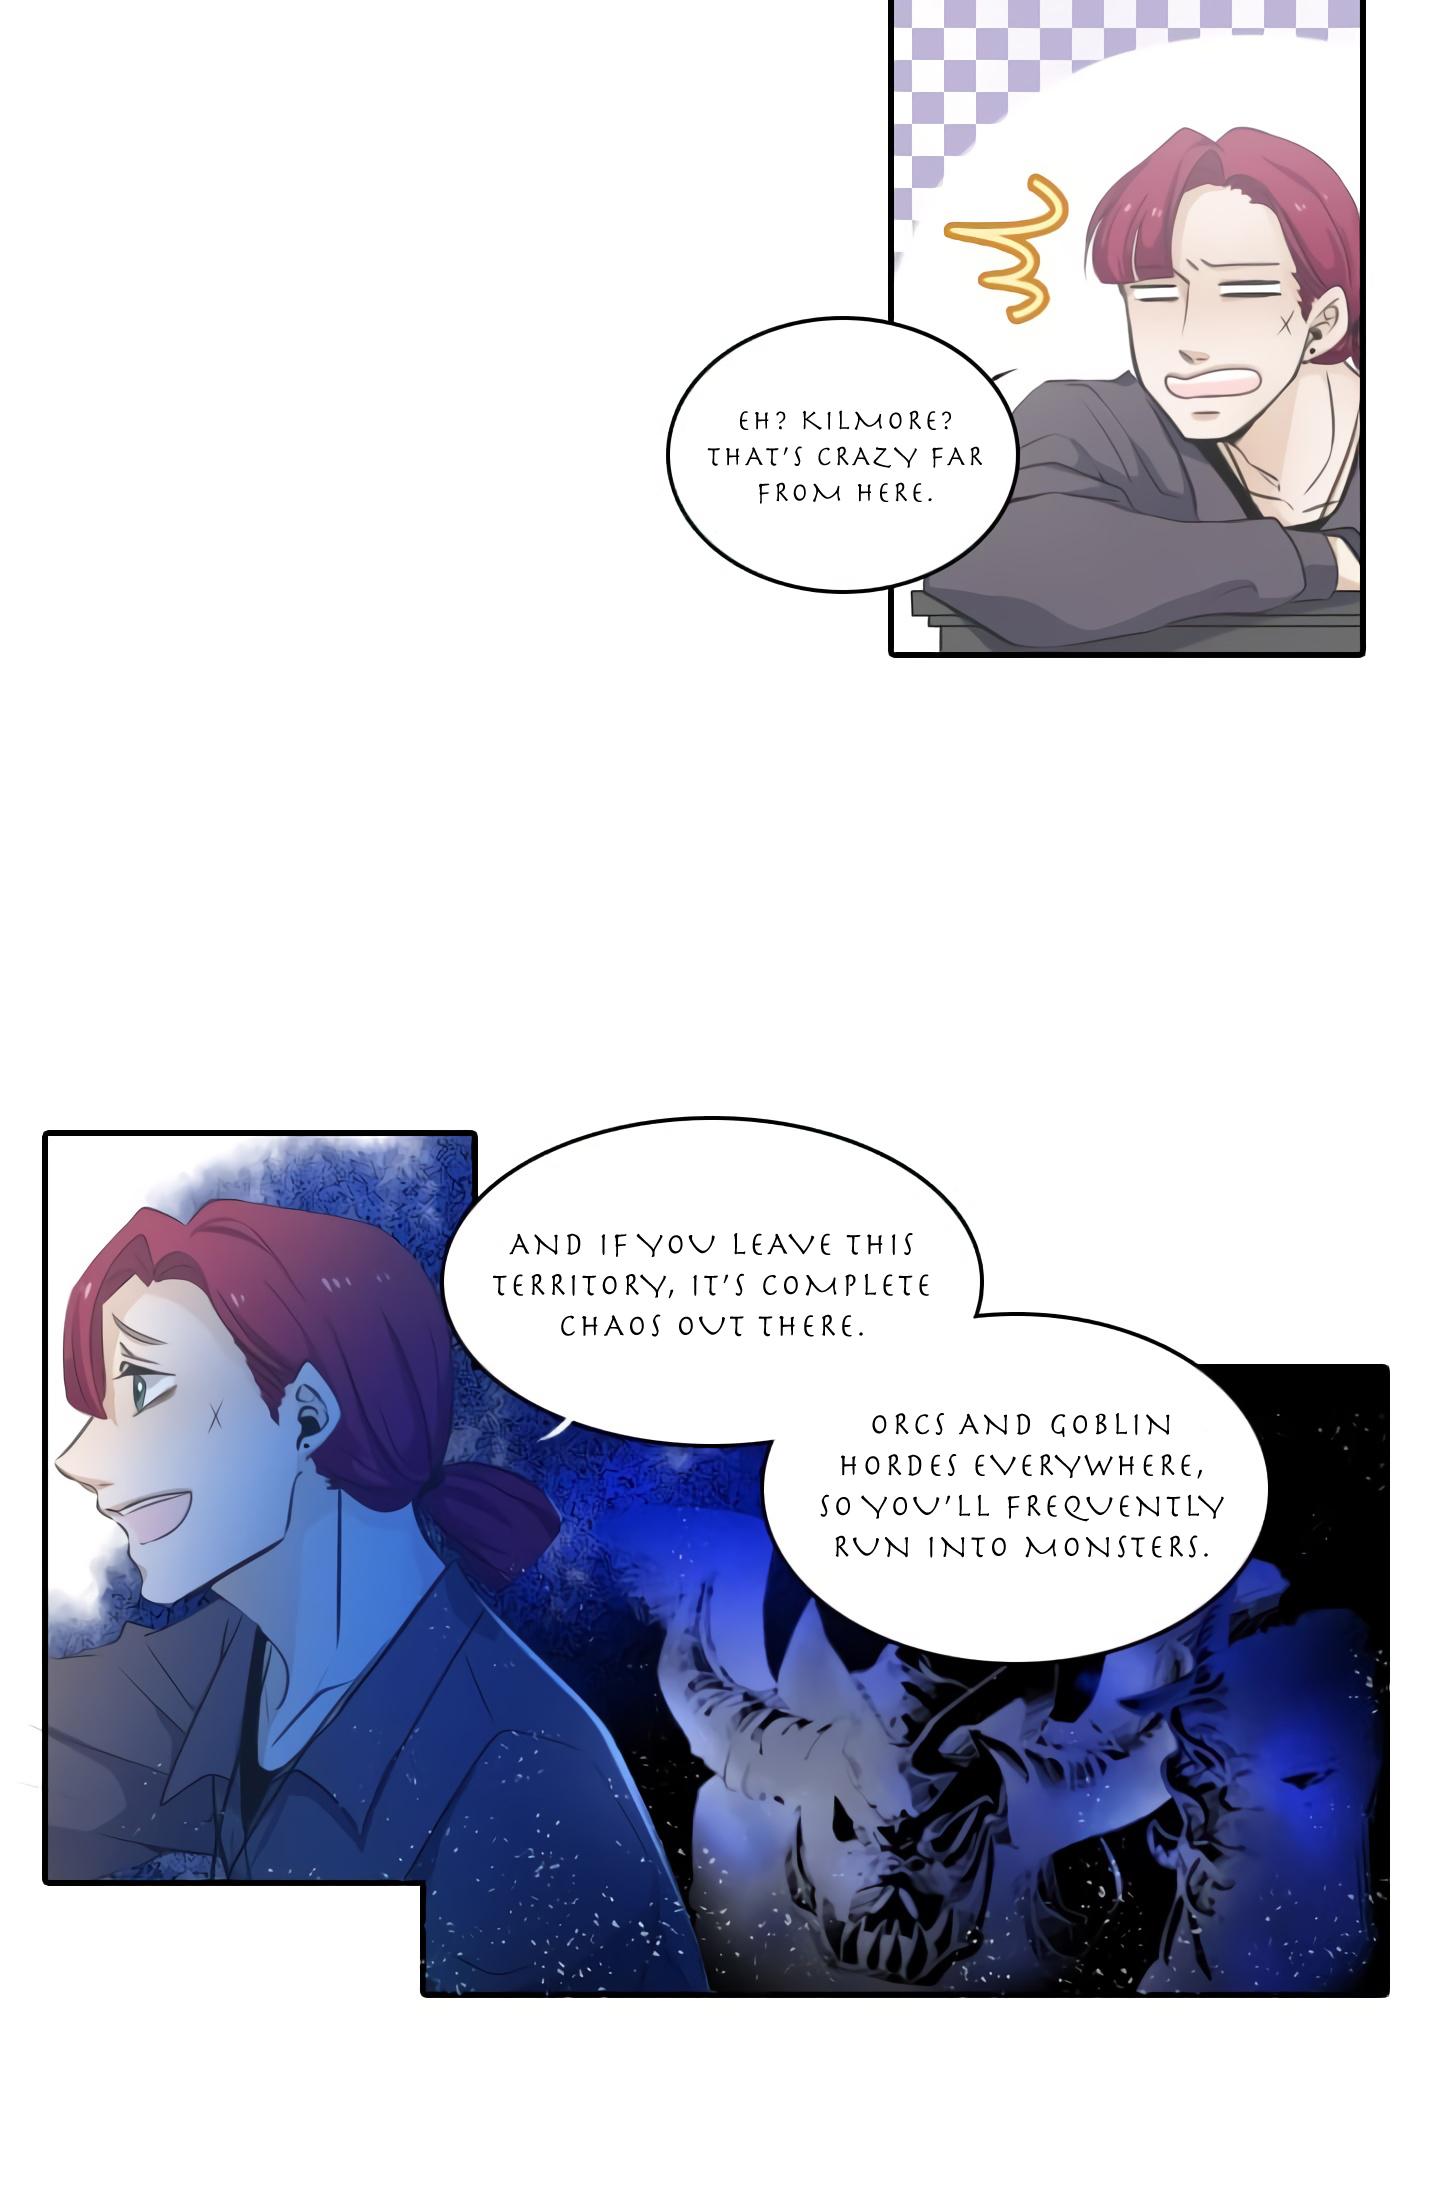 EH? KILMORE?
THAT'S CRAZY FAR
FROM HERE.
AND IF YOU LEAVE THIS
TERRITORY, IT'S COMPLETE
CHAOS OUT THERE.
ORCS AND GOBLIN
HORDES EVERYWHERE,
SO YOU'LL FREQUENTLY
RUN INTO MONSTERS.